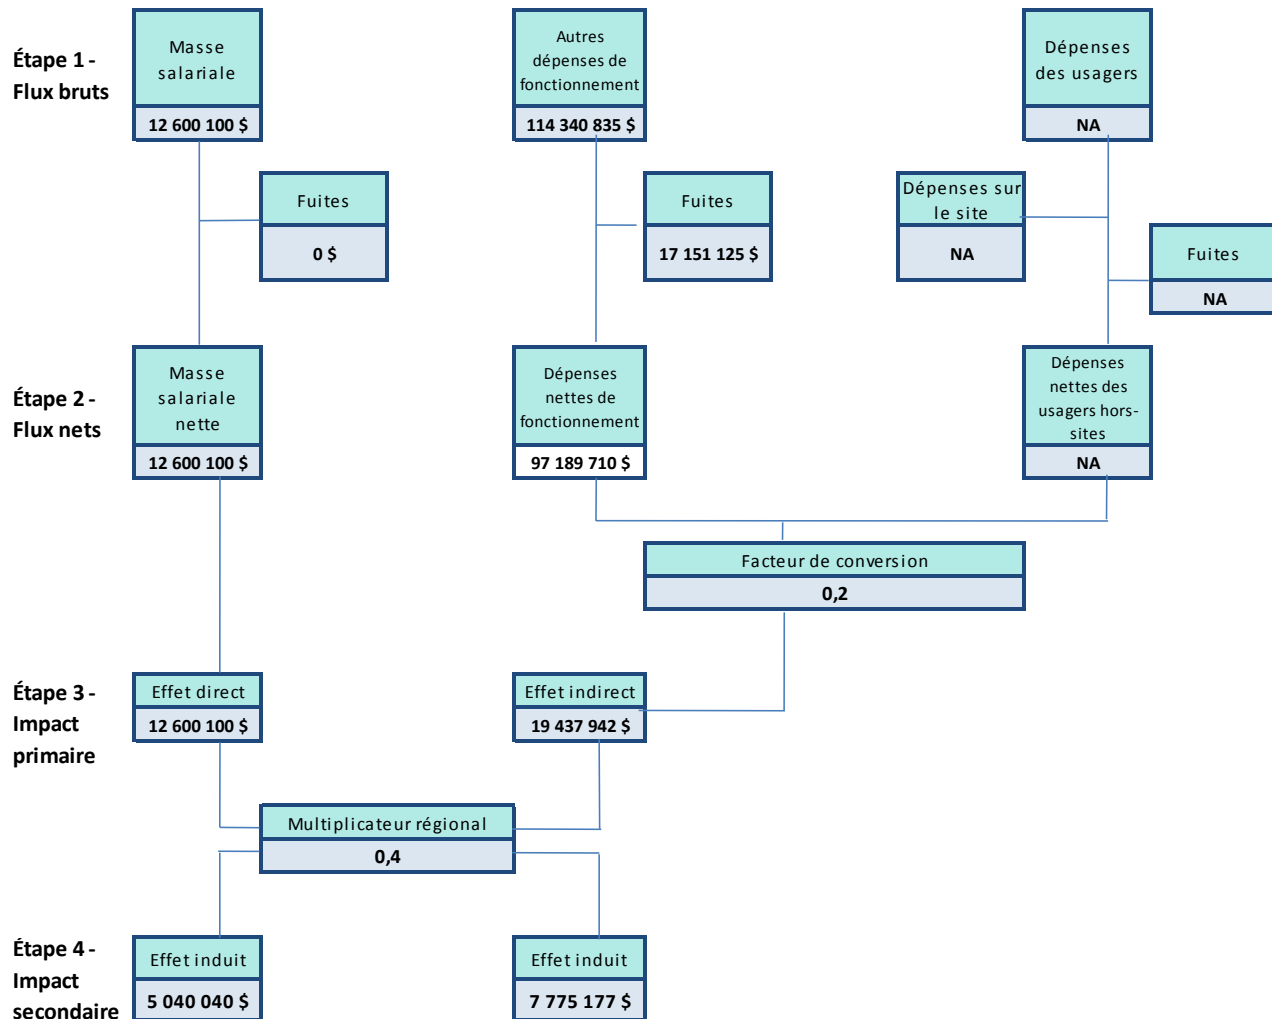 Étape 1 -
Flux bruts
Masse
salariale
12 600 100 $
Autres
dépenses de
fonctionnement
114 340 835 $
Dépenses
des usagers
NA
Fuites
0 $
Fuites
17 151 125 $
Dépenses sur
le site
NA
Fuites
NA
Étape 2 -
Flux nets
Masse
salariale
nette
12 600 100 $
Dépenses
nettes de
fonctionnement
97 189 710 $
Dépenses
nettes des
usagers hors-
sites
NA
Facteur de conversion
0,2
Étape 3 -
Impact
primaire
Effet direct
12 600 100 $
Effet indirect
19 437 942 $
Multiplicateur régional
0,4
Étape 4 -
Impact
secondaire
Effet induit
5 040 040 $
Effet induit
7 775 177 $